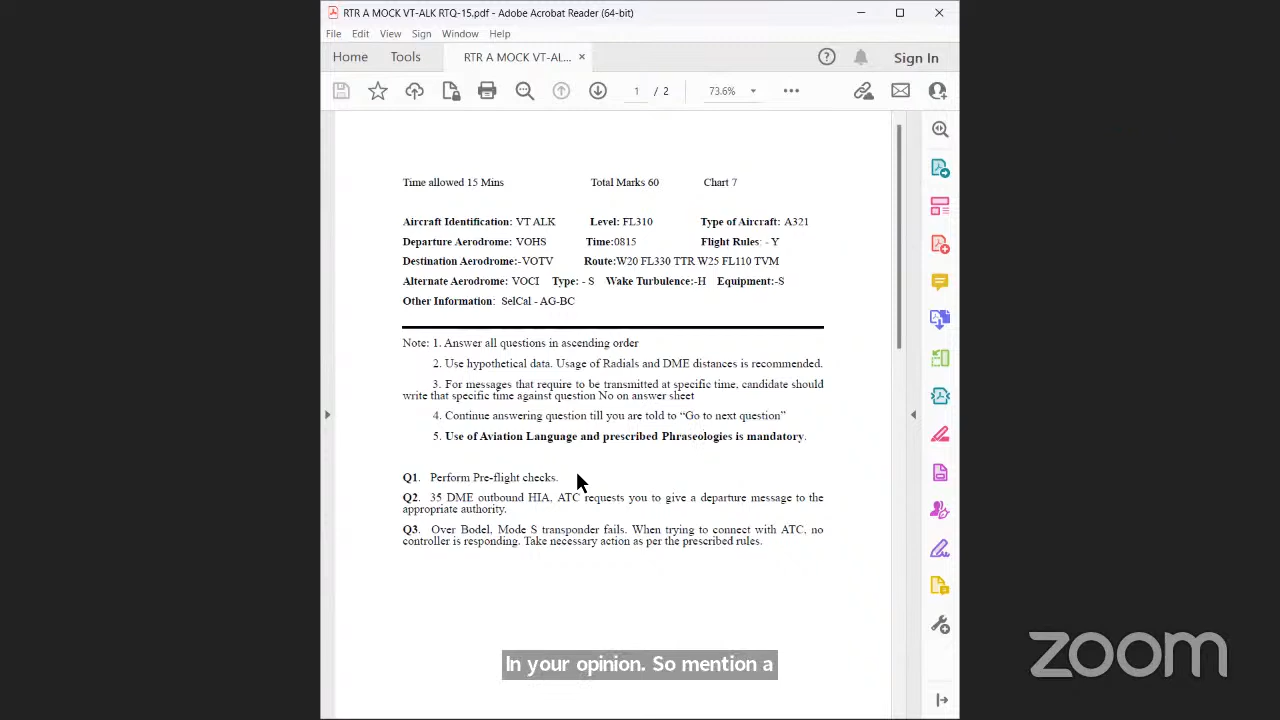 RTR A MOCK VT-ALK RTQ-15.pdf - Adobe Acrobat Reader (64-bit)
File Edit View Sign Window Help
Home Tools RTR A MOCK VT-AL... × Sign In
1 / 2 73.6%
Time allowed 15 Mins Total Marks 60 Chart 7
Aircraft Identification: VT ALK Level: FL310 Type of Aircraft: A321
Departure Aerodrome: VOHS Time:0815 Flight Rules: - Y
Destination Aerodrome:-VOTV Route:W20 FL330 TTR W25 FL110 TVM
Alternate Aerodrome: VOCI Type: - S Wake Turbulence:-H Equipment:-S
Other Information: SelCal - AG-BC
Note: 1. Answer all questions in ascending order
2. Use hypothetical data. Usage of Radials and DME distances is recommended.
3. For messages that require to be transmitted at specific time, candidate should
write that specific time against question No on answer sheet
4. Continue answering question till you are told to “Go to next question”
5. Use of Aviation Language and prescribed Phraseologies is mandatory.
Q1. Perform Pre-flight checks.
Q2. 35 DME outbound HIA, ATC requests you to give a departure message to the
appropriate authority.
Q3. Over Bodel, Mode S transponder fails. When trying to connect with ATC, no
controller is responding. Take necessary action as per the prescribed rules.
In your opinion. So mention a
zoom